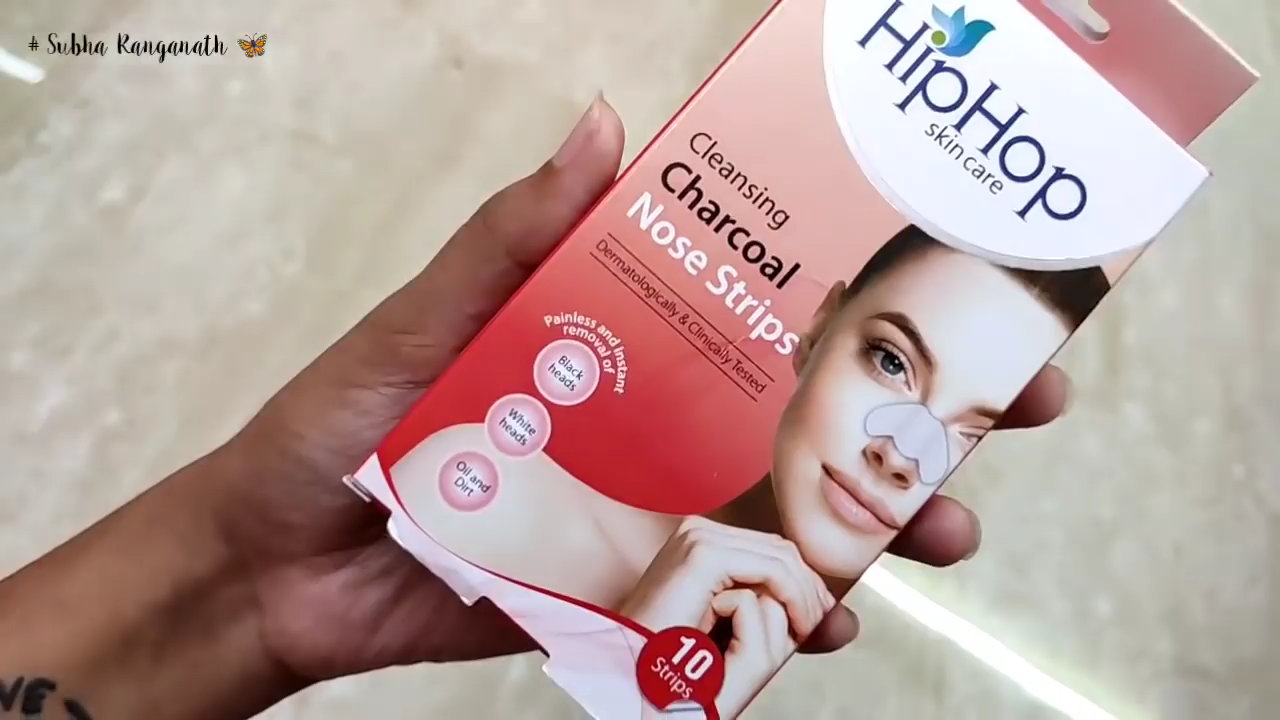 # Subha Ranganath
HipHop
skin care
Cleansing
Charcoal
Nose Strips
Dermatologically & Clinically Tested
Painless and Instant
removal of
Black
heads
White
heads
Oil and
Dirt
10
Strips